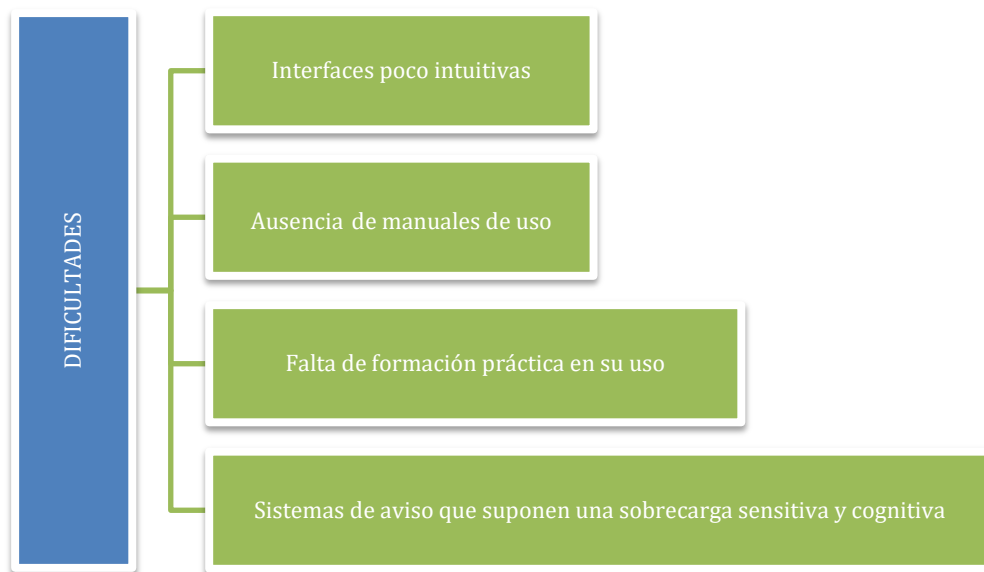 DIFICULTADES
Interfaces poco intuitivas
Ausencia de manuales de uso
Falta de formación práctica en su uso
Sistemas de aviso que suponen una sobrecarga sensitiva y cognitiva